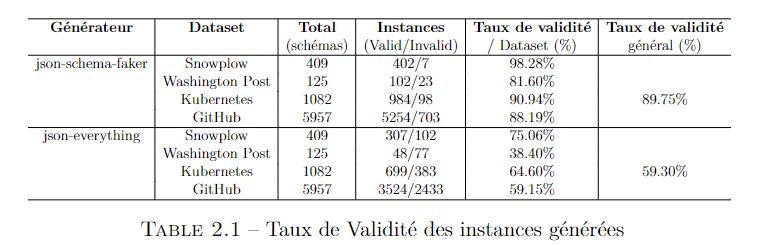 Générateur Dataset Total Instances Taux de validité Taux de validité
(schémas) (Valid/Invalid) / Dataset (%) général (%)
json-schema-faker Snowplow 409 402/7 98.28%
Washington Post 125 102/23 81.60%
Kubernetes 1082 984/98 90.94% 89.75%
GitHub 5957 5254/703 88.19%
json-everything Snowplow 409 307/102 75.06%
Washington Post 125 48/77 38.40%
Kubernetes 1082 699/383 64.60% 59.30%
GitHub 5957 3524/2433 59.15%
TABLE 2.1 – Taux de Validité des instances générées